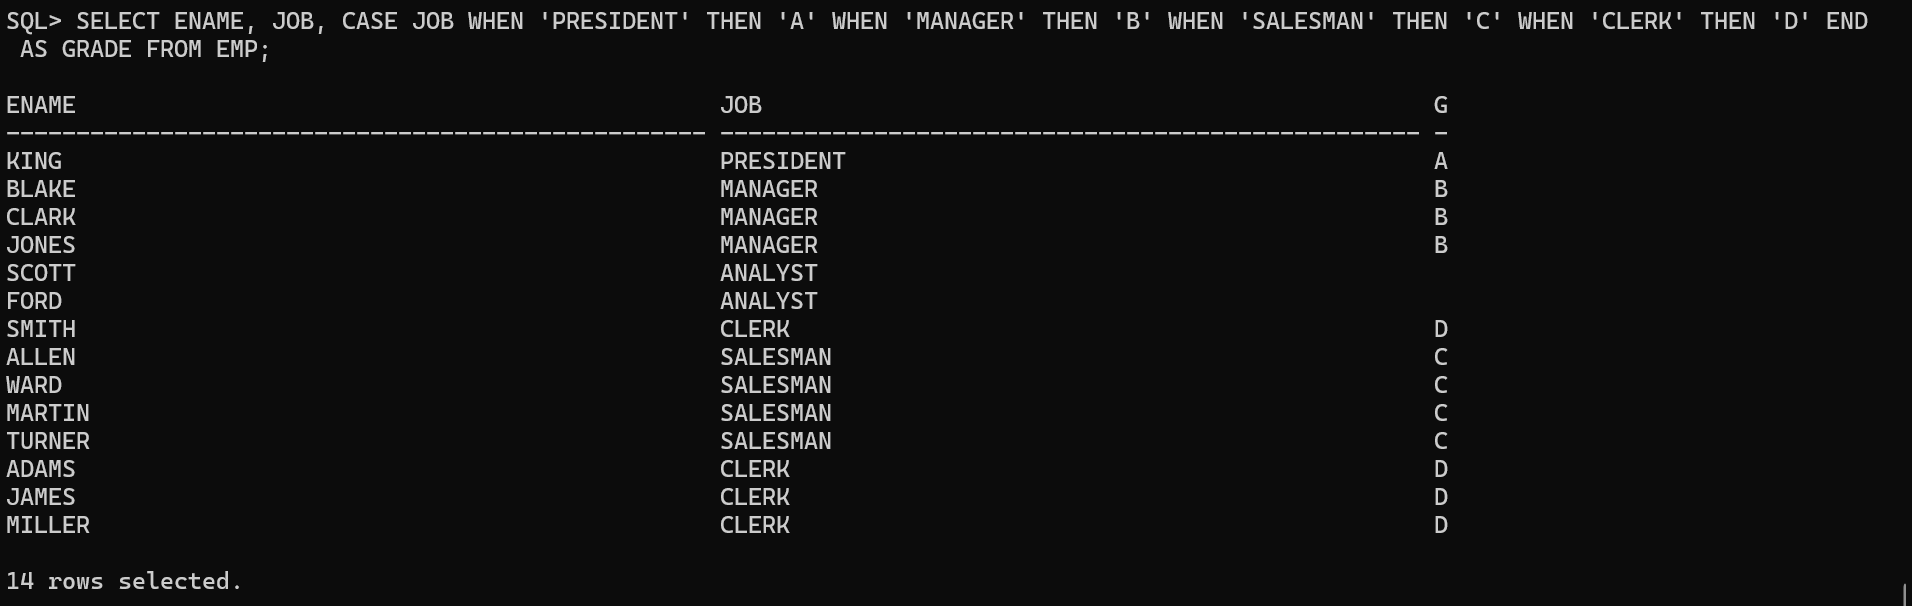 SQL> SELECT ENAME, JOB, CASE JOB WHEN 'PRESIDENT' THEN 'A' WHEN 'MANAGER' THEN 'B' WHEN 'SALESMAN' THEN 'C' WHEN 'CLERK' THEN 'D' END
 AS GRADE FROM EMP;

ENAME                                              JOB                                                G
-------------------------------------------------- -------------------------------------------------- -
KING                                               PRESIDENT                                          A
BLAKE                                              MANAGER                                            B
CLARK                                              MANAGER                                            B
JONES                                              MANAGER                                            B
SCOTT                                              ANALYST
FORD                                               ANALYST
SMITH                                              CLERK                                              D
ALLEN                                              SALESMAN                                           C
WARD                                               SALESMAN                                           C
MARTIN                                             SALESMAN                                           C
TURNER                                             SALESMAN                                           C
ADAMS                                              CLERK                                              D
JAMES                                              CLERK                                              D
MILLER                                             CLERK                                              D

14 rows selected.